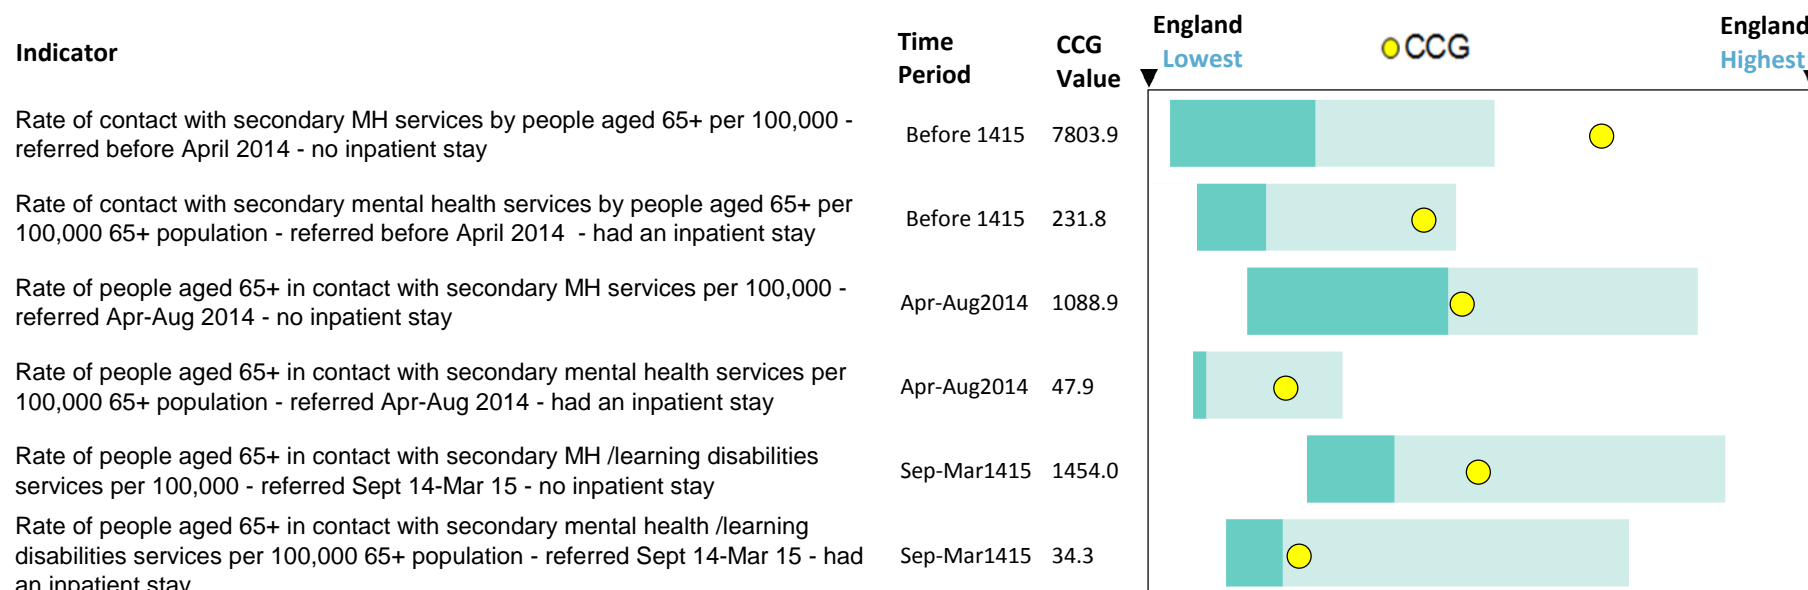 Indicator
Time Period
CCG Value
England Lowest
CCG
England Highest
Rate of contact with secondary MH services by people aged 65+ per 100,000 -
referred before April 2014 - no inpatient stay
Before 1415 7803.9
Rate of contact with secondary mental health services by people aged 65+ per
100,000 65+ population - referred before April 2014 - had an inpatient stay
Before 1415 231.8
Rate of people aged 65+ in contact with secondary MH services per 100,000 -
referred Apr-Aug 2014 - no inpatient stay
Apr-Aug2014 1088.9
Rate of people aged 65+ in contact with secondary mental health services per
100,000 65+ population - referred Apr-Aug 2014 - had an inpatient stay
Apr-Aug2014 47.9
Rate of people aged 65+ in contact with secondary MH /learning disabilities
services per 100,000 - referred Sept 14-Mar 15 - no inpatient stay
Sep-Mar1415 1454.0
Rate of people aged 65+ in contact with secondary mental health /learning
disabilities services per 100,000 65+ population - referred Sept 14-Mar 15 - had
an inpatient stay
Sep-Mar1415 34.3